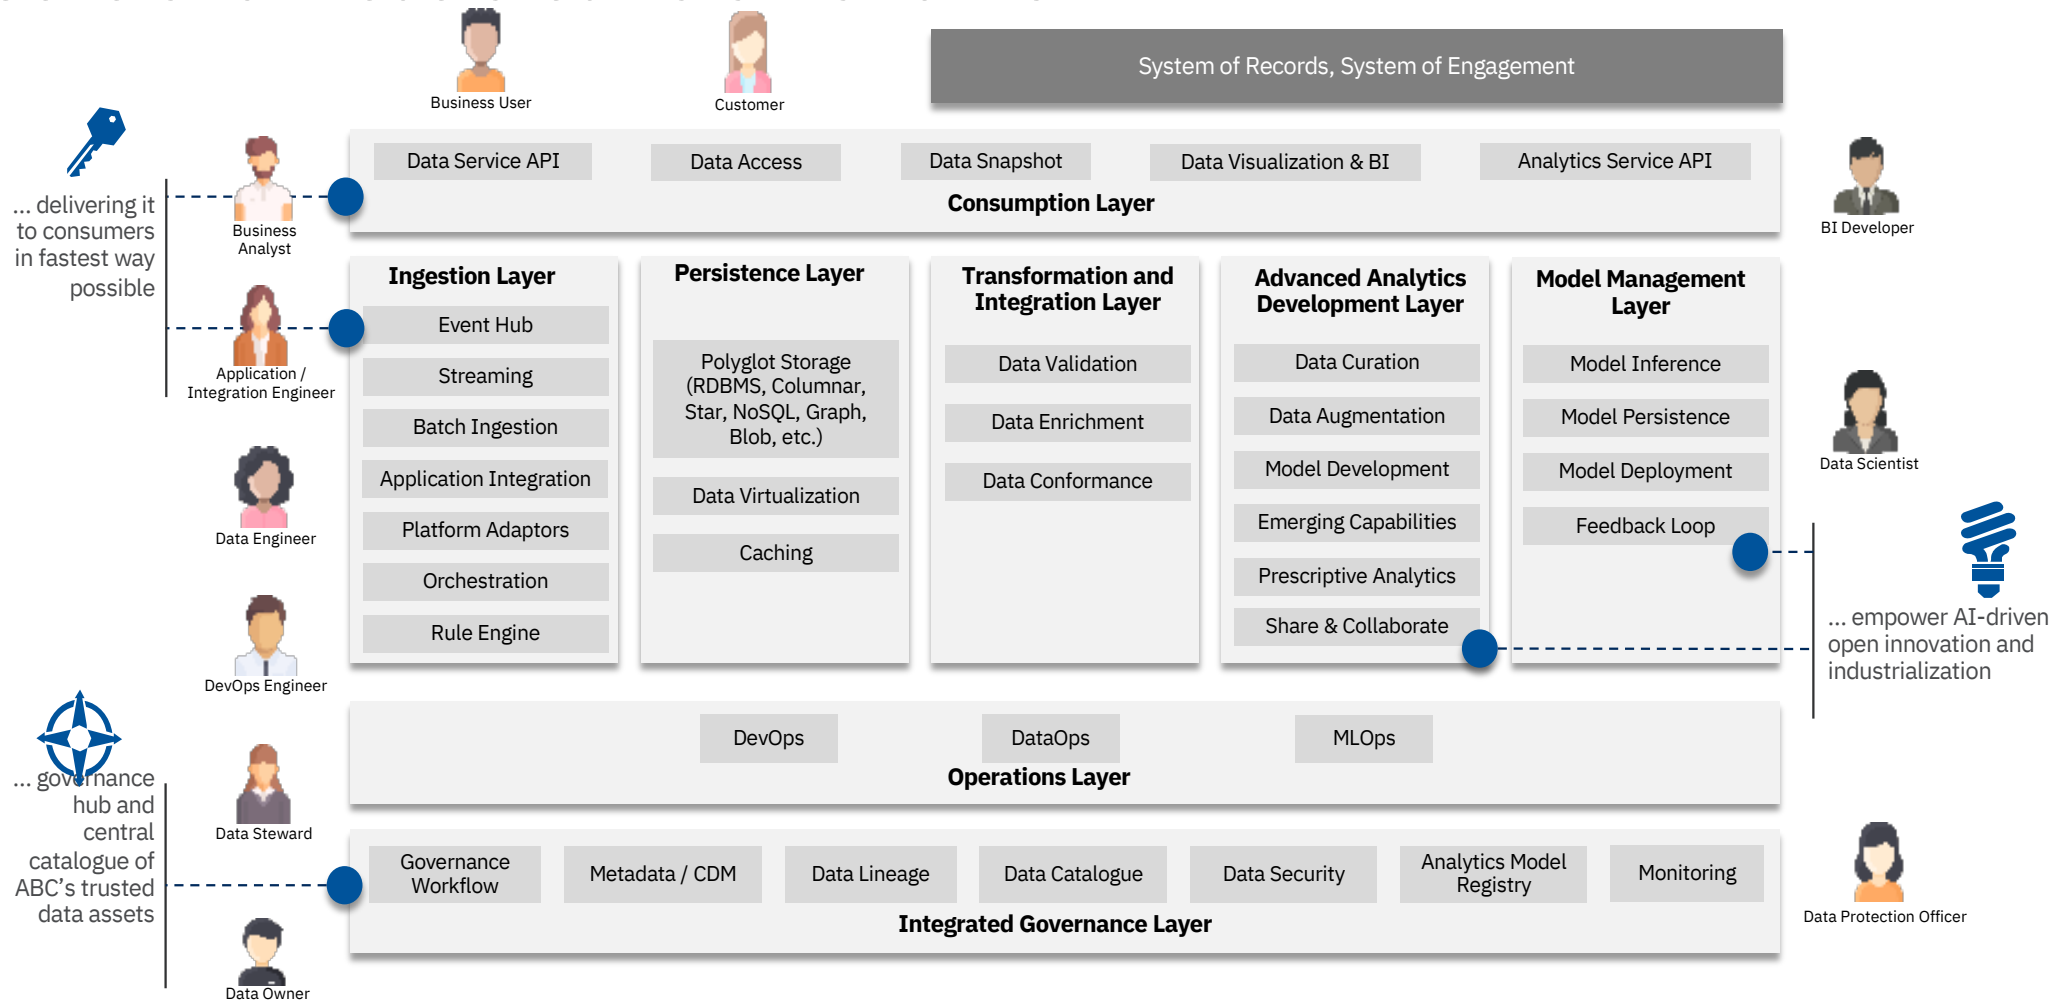 Business User
Customer
System of Records, System of Engagement
... delivering it
to consumers
in fastest way
possible
Business
Analyst
Data Service API
Data Access
Data Snapshot
Data Visualization & BI
Analytics Service API
Consumption Layer
BI Developer
Application /
Integration Engineer
Ingestion Layer
Event Hub
Streaming
Batch Ingestion
Application Integration
Platform Adaptors
Orchestration
Rule Engine
Persistence Layer
Polyglot Storage
(RDBMS, Columnar,
Star, NoSQL, Graph,
Blob, etc.)
Data Virtualization
Caching
Transformation and
Integration Layer
Data Validation
Data Enrichment
Data Conformance
Advanced Analytics
Development Layer
Data Curation
Data Augmentation
Model Development
Emerging Capabilities
Prescriptive Analytics
Share & Collaborate
Model Management
Layer
Model Inference
Model Persistence
Model Deployment
Feedback Loop
Data Scientist
... empower AI-driven
open innovation and
industrialization
Data Engineer
DevOps Engineer
DevOps
DataOps
MLOps
Operations Layer
... governance
hub and
central
catalogue of
ABC's trusted
data assets
Data Steward
Data Owner
Governance
Workflow
Metadata / CDM
Data Lineage
Data Catalogue
Data Security
Analytics Model
Registry
Monitoring
Integrated Governance Layer
Data Protection Officer